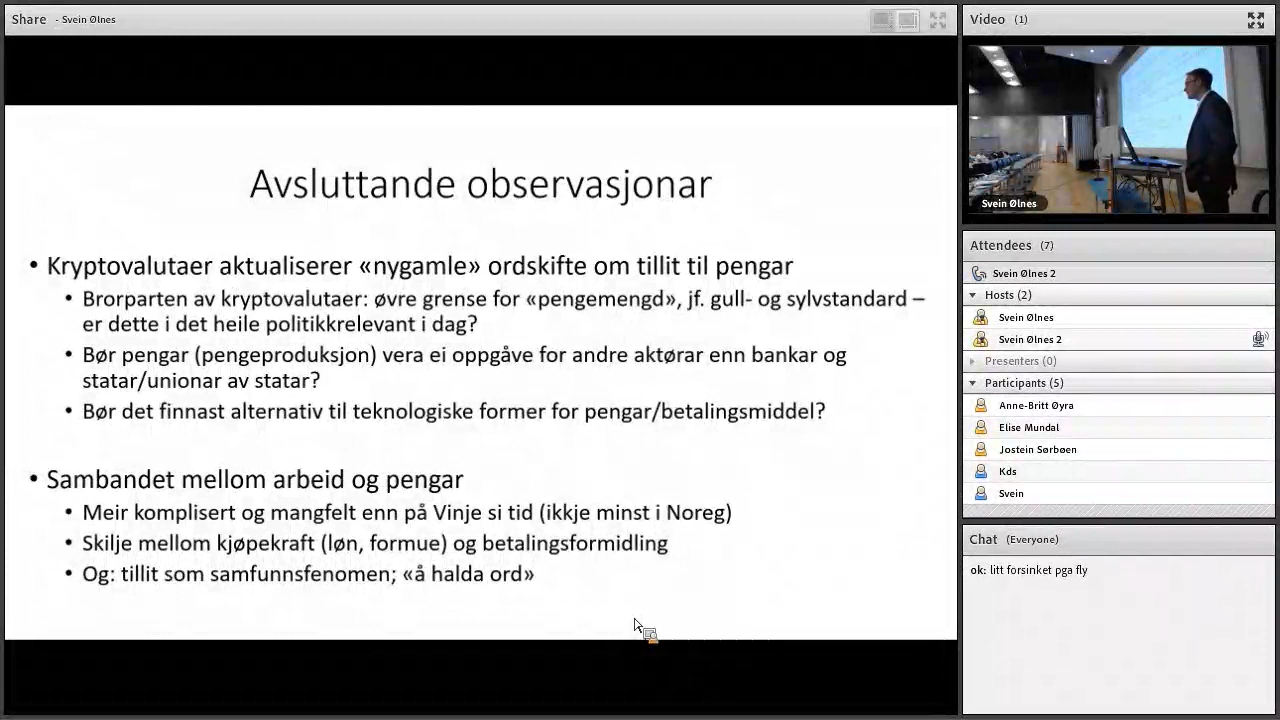 Share - Svein Ølnes
Avsluttande observasjonar
• Kryptovalutaer aktualiserer «nygamle» ordskifte om tillit til pengar
• Brorparten av kryptovalutaer: øvre grense for «pengemengd», jf. gull- og sylvstandard –
er dette i det heile politikkrelevant i dag?
• Bør pengar (pengeproduksjon) vera ei oppgåve for andre aktørar enn bankar og
statar/unionar av statar?
• Bør det finnast alternativ til teknologiske former for pengar/betalingsmiddel?
• Sambandet mellom arbeid og pengar
• Meir komplisert og mangfelt enn på Vinje si tid (ikkje minst i Noreg)
• Skilje mellom kjøpekraft (løn, formue) og betalingsformidling
• Og: tillit som samfunnsfenomen; «å halda ord»
Video (1)
Svein Ølnes
Attendees (7)
Svein Ølnes 2
Hosts (2)
Svein Ølnes
Svein Ølnes 2
Presenters (0)
Participants (5)
Anne-Britt Øyra
Elise Mundal
Jostein Sørbøen
Kds
Svein
Chat (Everyone)
ok: litt forsinket pga fly